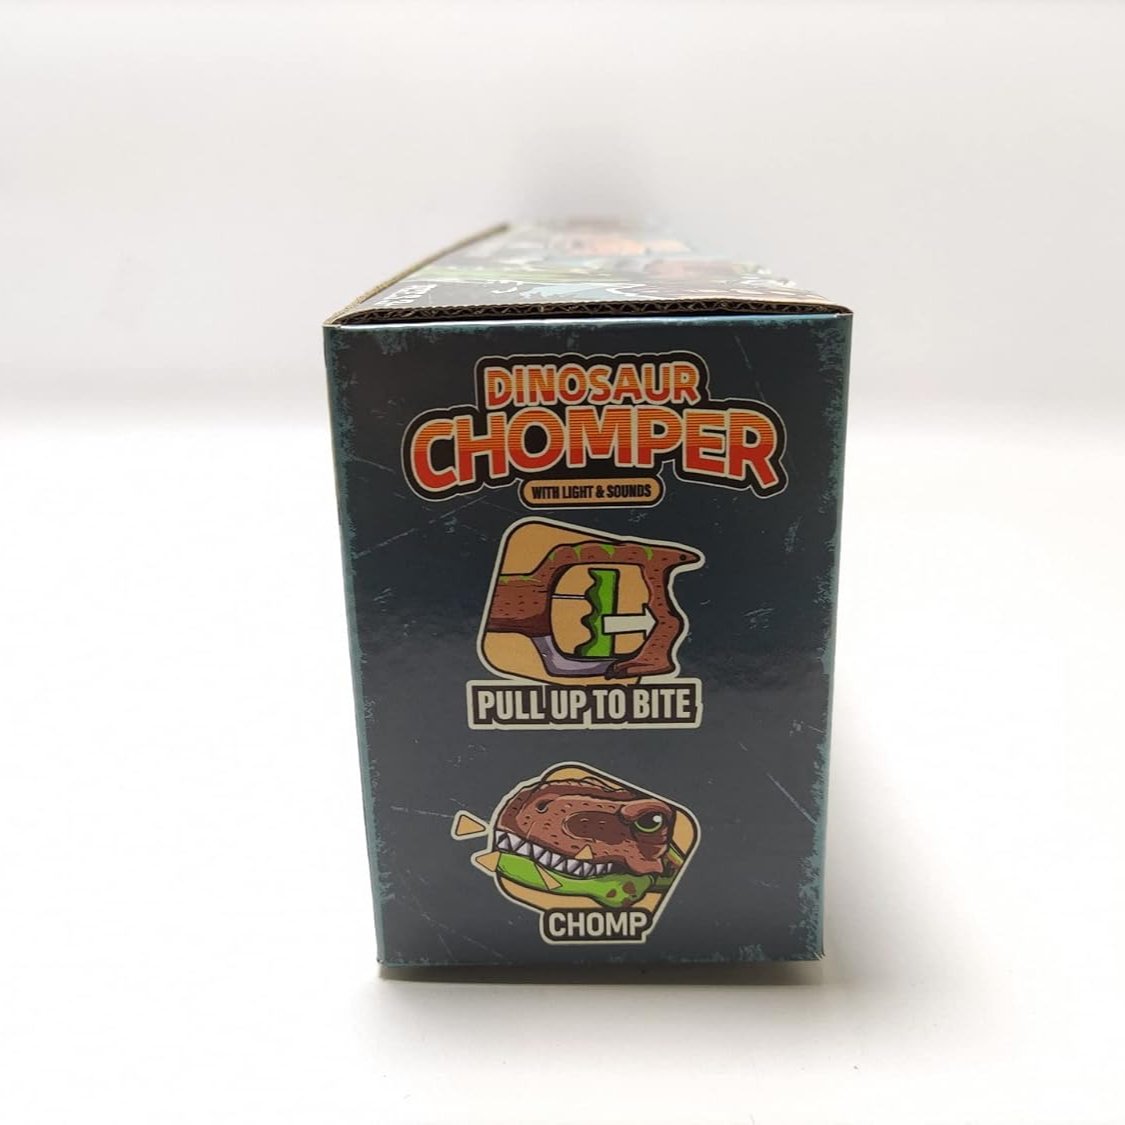 DINOSAUR
CHOMPER
WITH LIGHT & SOUNDS
PULL UP TO BITE
CHOMP